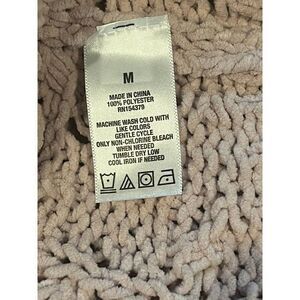 M
MADE IN CHINA
100% POLYESTER
RN154379
MACHINE WASH COLD WITH
LIKE COLORS
GENTLE CYCLE
ONLY NON-CHLORINE BLEACH
WHEN NEEDED
TUMBLE DRY LOW
COOL IRON IF NEEDED